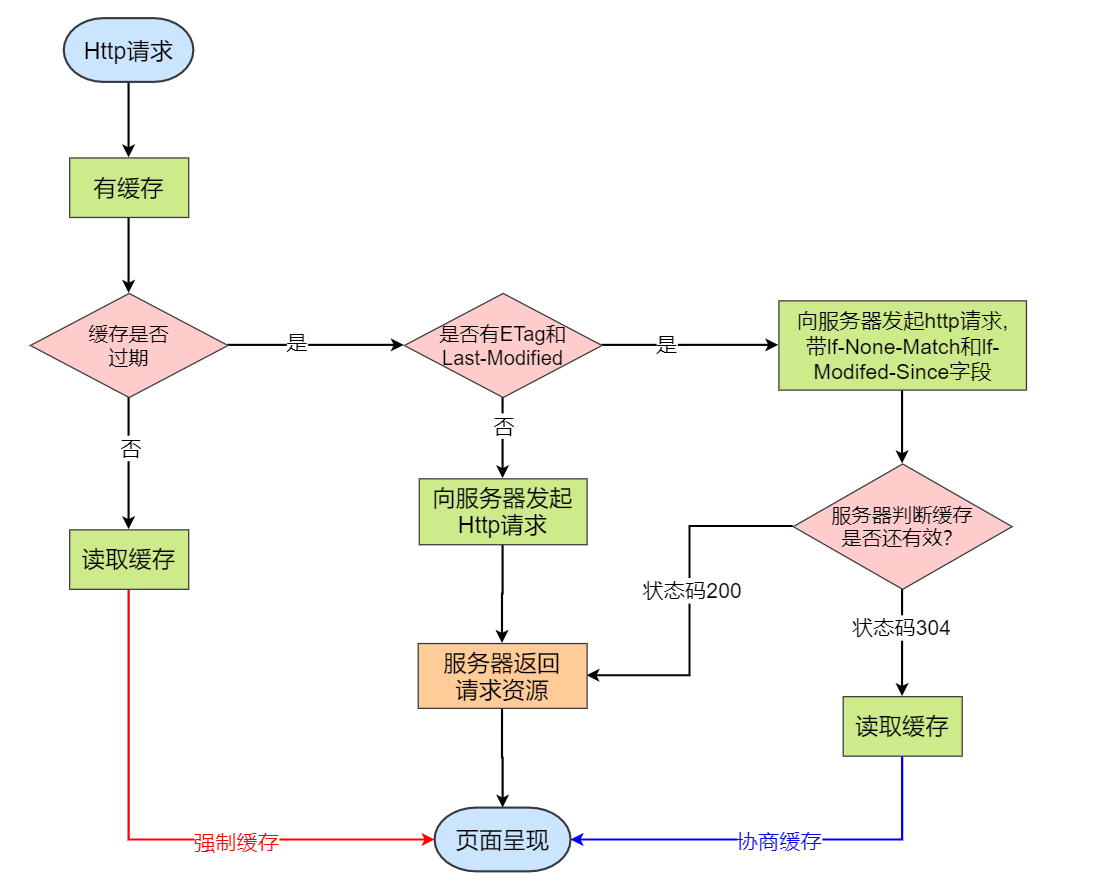 Http请求
有缓存
缓存是否
过期
是
是否有ETag和
Last-Modified
是
向服务器发起http请求,
带If-None-Match和If-
Modifed-Since字段
否
否
向服务器发起
Http请求
服务器判断缓存
是否还有效?
读取缓存
状态码200
状态码304
服务器返回
请求资源
读取缓存
强制缓存
页面呈现
协商缓存